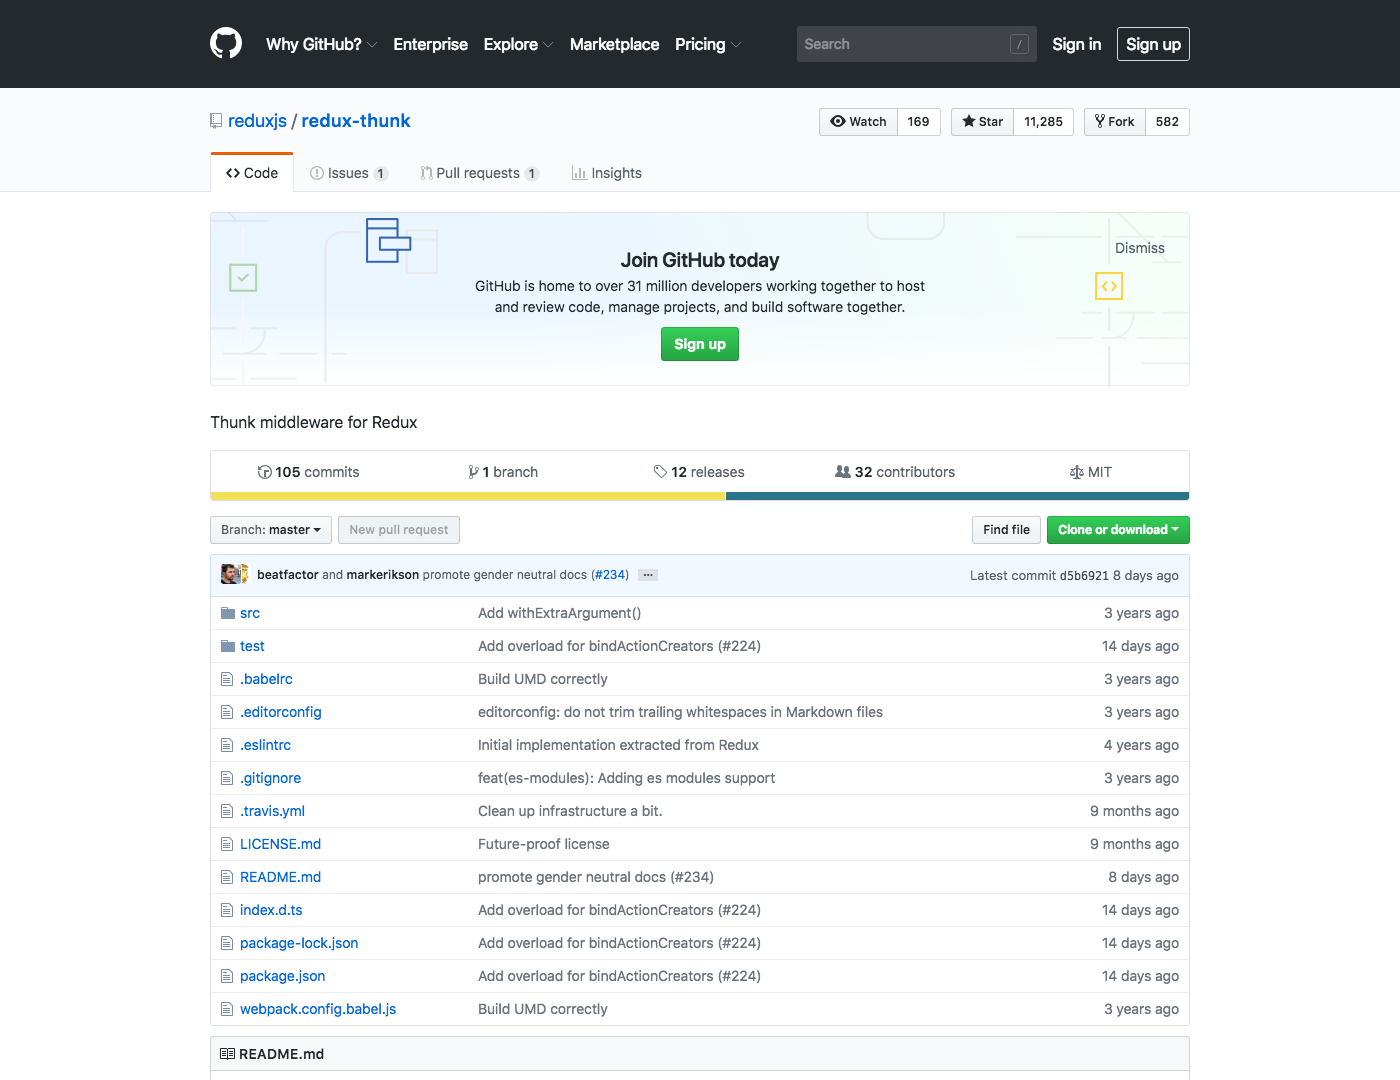 Why GitHub? Enterprise Explore Marketplace Pricing Search / Sign in Sign up
reduxjs / redux-thunk Watch 169 Star 11,285 Fork 582
Code Issues 1 Pull requests 1 Insights
Dismiss
Join GitHub today
GitHub is home to over 31 million developers working together to host
and review code, manage projects, and build software together.
Sign up
Thunk middleware for Redux
105 commits 1 branch 12 releases 32 contributors MIT
Branch: master New pull request Find file Clone or download
beatfactor and markerikson promote gender neutral docs (#234) ... Latest commit d5b6921 8 days ago
src Add withExtraArgument() 3 years ago
test Add overload for bindActionCreators (#224) 14 days ago
.babelrc Build UMD correctly 3 years ago
.editorconfig editorconfig: do not trim trailing whitespaces in Markdown files 3 years ago
.eslintrc Initial implementation extracted from Redux 4 years ago
.gitignore feat(es-modules): Adding es modules support 3 years ago
.travis.yml Clean up infrastructure a bit. 9 months ago
LICENSE.md Future-proof license 9 months ago
README.md promote gender neutral docs (#234) 8 days ago
index.d.ts Add overload for bindActionCreators (#224) 14 days ago
package-lock.json Add overload for bindActionCreators (#224) 14 days ago
package.json Add overload for bindActionCreators (#224) 14 days ago
webpack.config.babel.js Build UMD correctly 3 years ago
README.md